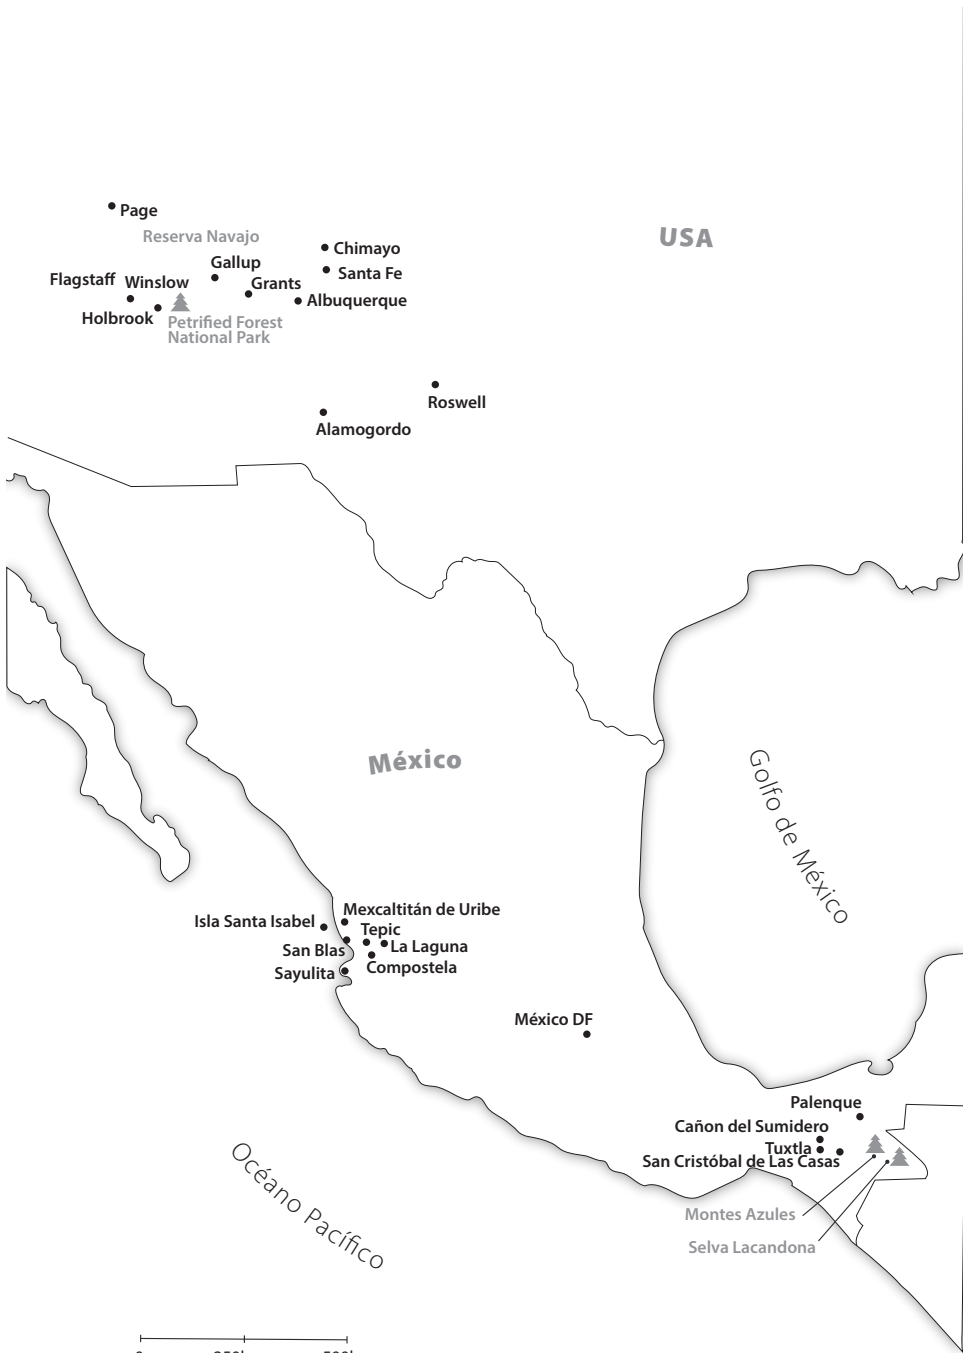 Page
Reserva Navajo
USA
Chimayo
Gallup
Santa Fe
Flagstaff
Winslow
Grants
Albuquerque
Holbrook
Petrified Forest
National Park
Roswell
Alamogordo
México
Golfo de México
Mexcaltitán de Uribe
Isla Santa Isabel
Tepic
San Blas
La Laguna
Sayulita
Compostela
México DF
Palenque
Cañon del Sumidero
Tuxtla
San Cristóbal de Las Casas
Océano Pacífico
Montes Azules
Selva Lacandona